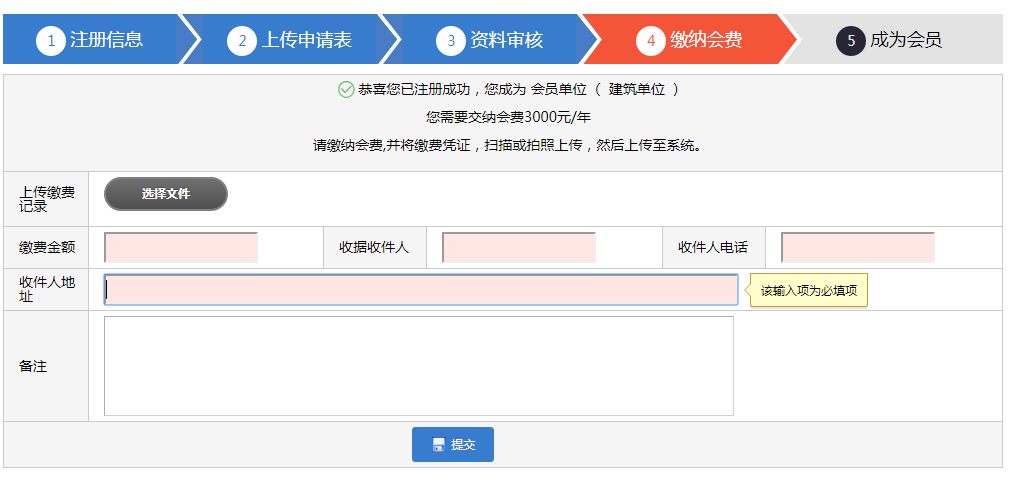 1 注册信息 2 上传申请表 3 资料审核 4 缴纳会费 5 成为会员
恭喜您已注册成功，您成为 会员单位 （ 建筑单位 ）
您需要交纳会费3000元/年
请缴纳会费,并将缴费凭证，扫描或拍照上传，然后上传至系统。
上传缴费
记录
选择文件
缴费金额 收据收件人 收件人电话
收件人地
址
该输入项为必填项
备注
提交